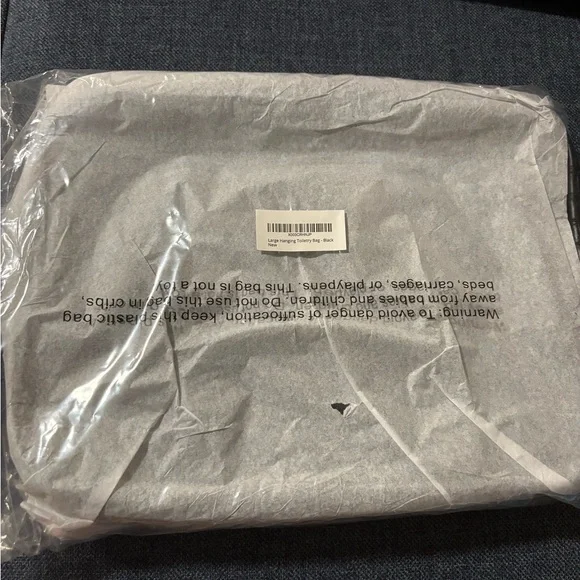 Large Hanging Toiletry Bag - Black
New
Warning: To avoid danger of suffocation, keep this plastic bag
away from babies and children. Do not use this bag in cribs,
beds, carriages, or playpens. This bag is not a toy